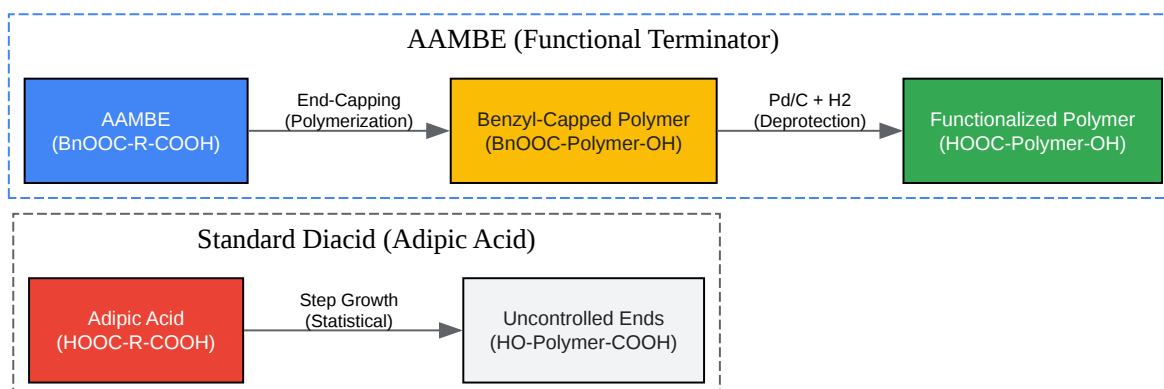 AAMBE (Functional Terminator)
AAMBE
(BnOOC-R-COOH)
End-Capping
(Polymerization)
Benzyl-Capped Polymer
(BnOOC-Polymer-OH)
Pd/C + H2
(Deprotection)
Functionalized Polymer
(HOOC-Polymer-OH)
Standard Diacid (Adipic Acid)
Adipic Acid
(HOOC-R-COOH)
Step Growth
(Statistical)
Uncontrolled Ends
(HO-Polymer-COOH)